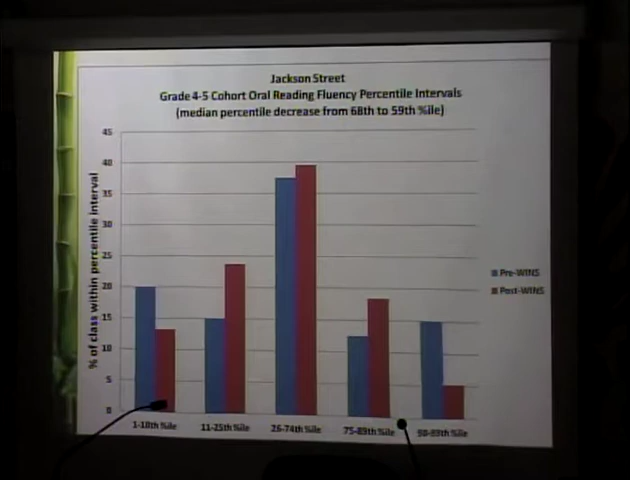 Jackson Street
Grade 4-5 Cohort Oral Reading Fluency Percentile Intervals
(median percentile decrease from 68th to 59th %ile)
% of class within percentile interval
45
40
35
30
25
20
15
10
5
0
1-10th %ile
11-25th %ile
26-74th %ile
75-89th %ile
90-99th %ile
Pre-WINS
Post-WINS